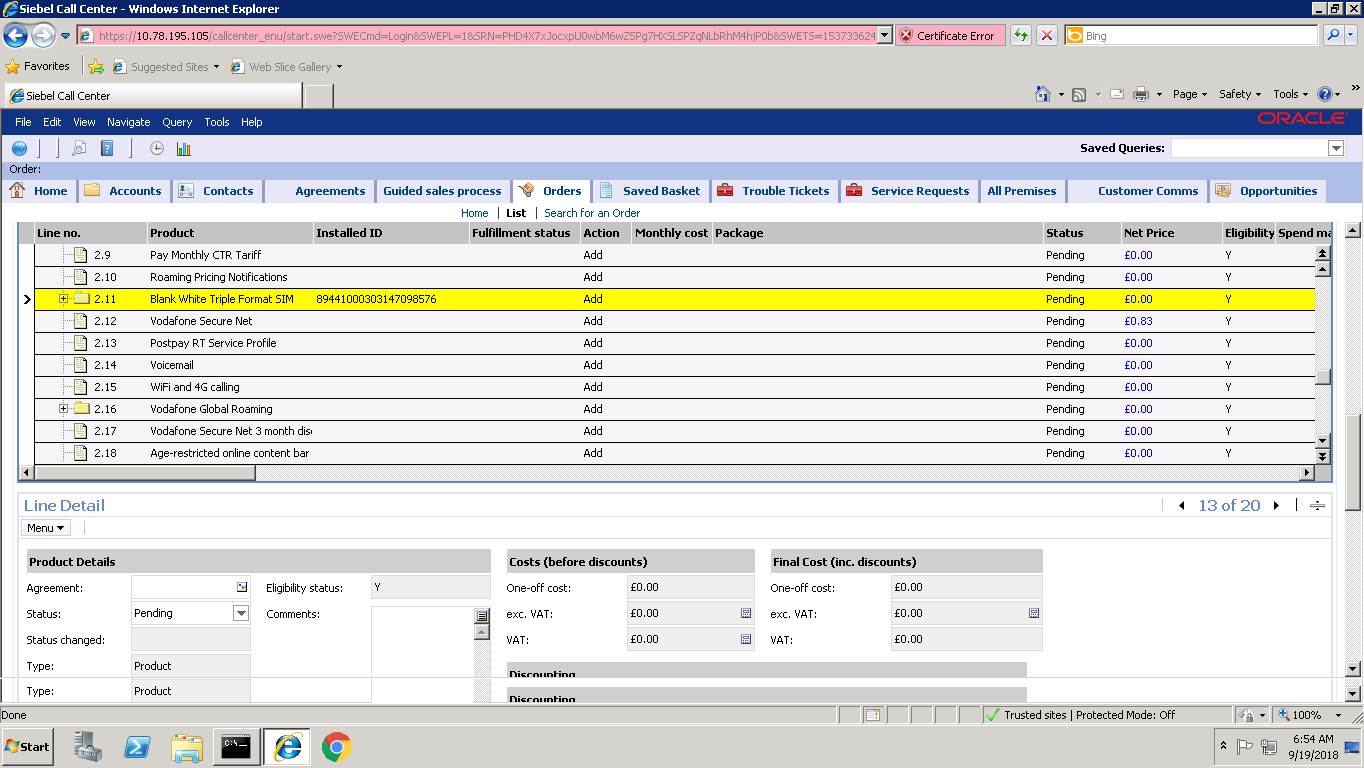 Siebel Call Center - Windows Internet Explorer
https://10.78.195.105/callcenter_enu/start.swe?SWECmd=Login&SWEPL=1&SRN=PHD4X7xJocxpU0wbM6wZ5Pg7HXSLSPZqNLbRhM4hjP0b&SWETS=153733624
Certificate Error
Bing
Favorites
Suggested Sites
Web Slice Gallery
Siebel Call Center
Page
Safety
Tools
File Edit View Navigate Query Tools Help
ORACLE
Saved Queries:
Order:
Home
Accounts
Contacts
Agreements
Guided sales process
Orders
Saved Basket
Trouble Tickets
Service Requests
All Premises
Customer Comms
Opportunities
Home | List | Search for an Order
Line no. Product Installed ID Fulfillment status Action Monthly cost Package Status Net Price Eligibility Spend ma
2.9 Pay Monthly CTR Tariff Add Pending £0.00 Y
2.10 Roaming Pricing Notifications Add Pending £0.00 Y
2.11 Blank White Triple Format SIM 89441000303147098576 Add Pending £0.00 Y
2.12 Vodafone Secure Net Add Pending £0.83 Y
2.13 Postpay RT Service Profile Add Pending £0.00 Y
2.14 Voicemail Add Pending £0.00 Y
2.15 WiFi and 4G calling Add Pending £0.00 Y
2.16 Vodafone Global Roaming Add Pending £0.00 Y
2.17 Vodafone Secure Net 3 month disc Add Pending £0.00 Y
2.18 Age-restricted online content bar Add Pending £0.00 Y
Line Detail
13 of 20
Menu
Product Details
Costs (before discounts)
Final Cost (inc. discounts)
Agreement: Eligibility status: Y One-off cost: £0.00 One-off cost: £0.00
Status: Pending Comments: exc. VAT: £0.00 exc. VAT: £0.00
Status changed: VAT: £0.00 VAT: £0.00
Type: Product
Discounting
Type: Product
Discounting
Done
Trusted sites | Protected Mode: Off
100%
Start
6:54 AM
9/19/2018